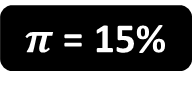 π = 15%